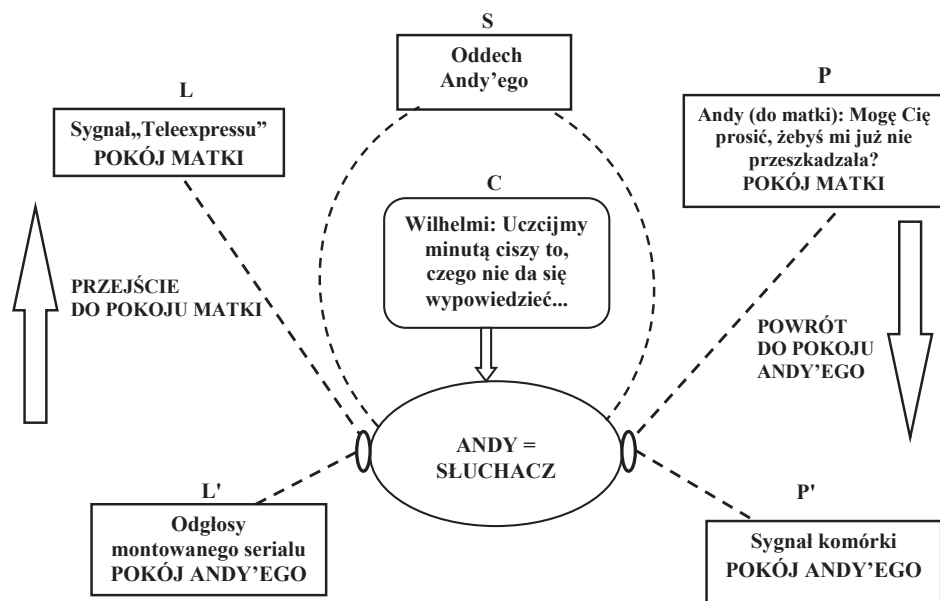 S
Oddech
Andy’ego
L
Sygnał„Teleexpressu”
POKÓJ MATKI
P
Andy (do matki): Mogę Cię
prosić, żebyś mi już nie
przeszkadzała?
POKÓJ MATKI
C
Wilhelmi: Uczcijmy
minutą ciszy to,
czego nie da się
wypowiedzieć...
PRZEJŚCIE
DO POKOJU MATKI
POWRÓT
DO POKOJU
ANDY’EGO
ANDY =
SŁUCHACZ
L'
Odgłosy
montowanego serialu
POKÓJ ANDY’EGO
P'
Sygnał komórki
POKÓJ ANDY’EGO